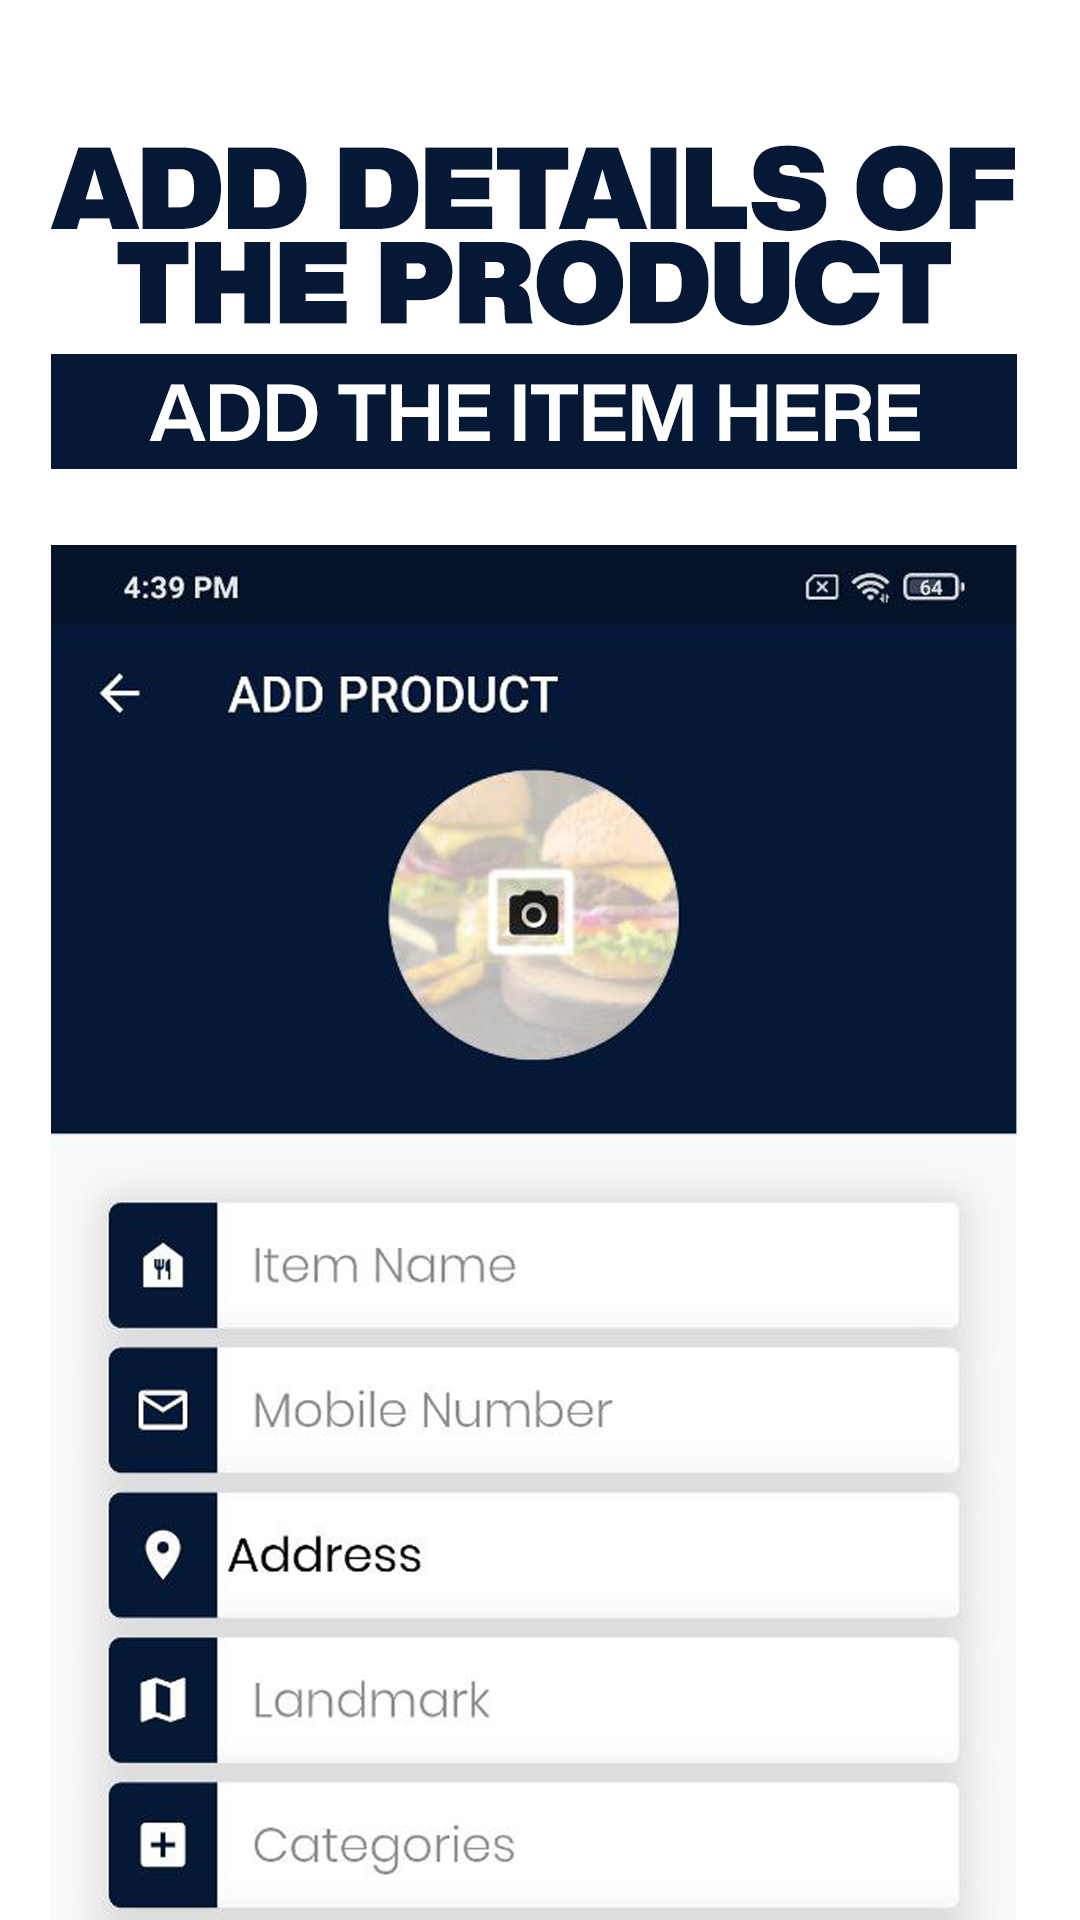 ADD DETAILS OF
THE PRODUCT
ADD THE ITEM HERE
4:39 PM
64
ADD PRODUCT
Item Name
Mobile Number
Address
Landmark
Categories